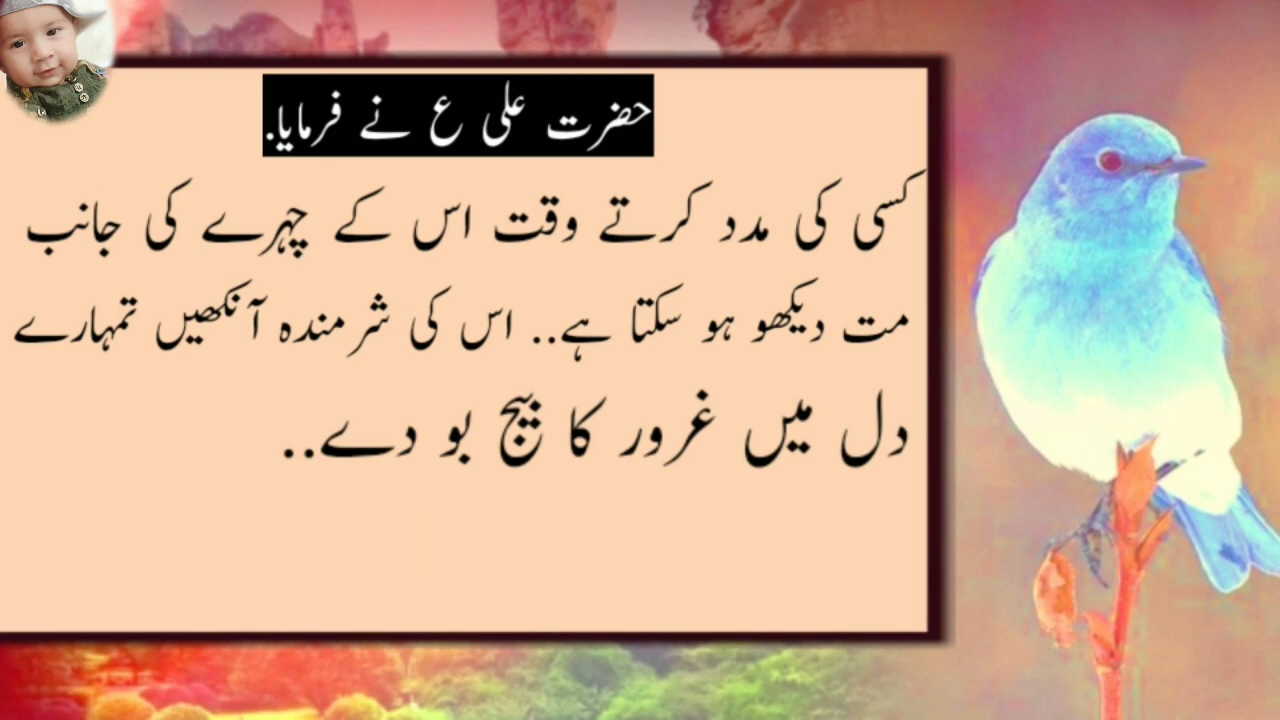 حضرت علی ع نے فرمایا.
کسی کی مدد کرتے وقت اس کے چہرے کی جانب
مت دیکھو ہو سکتا ہے.. اس کی شرمندہ آنکھیں تمہارے
دل میں غرور کا بیج بو دے..